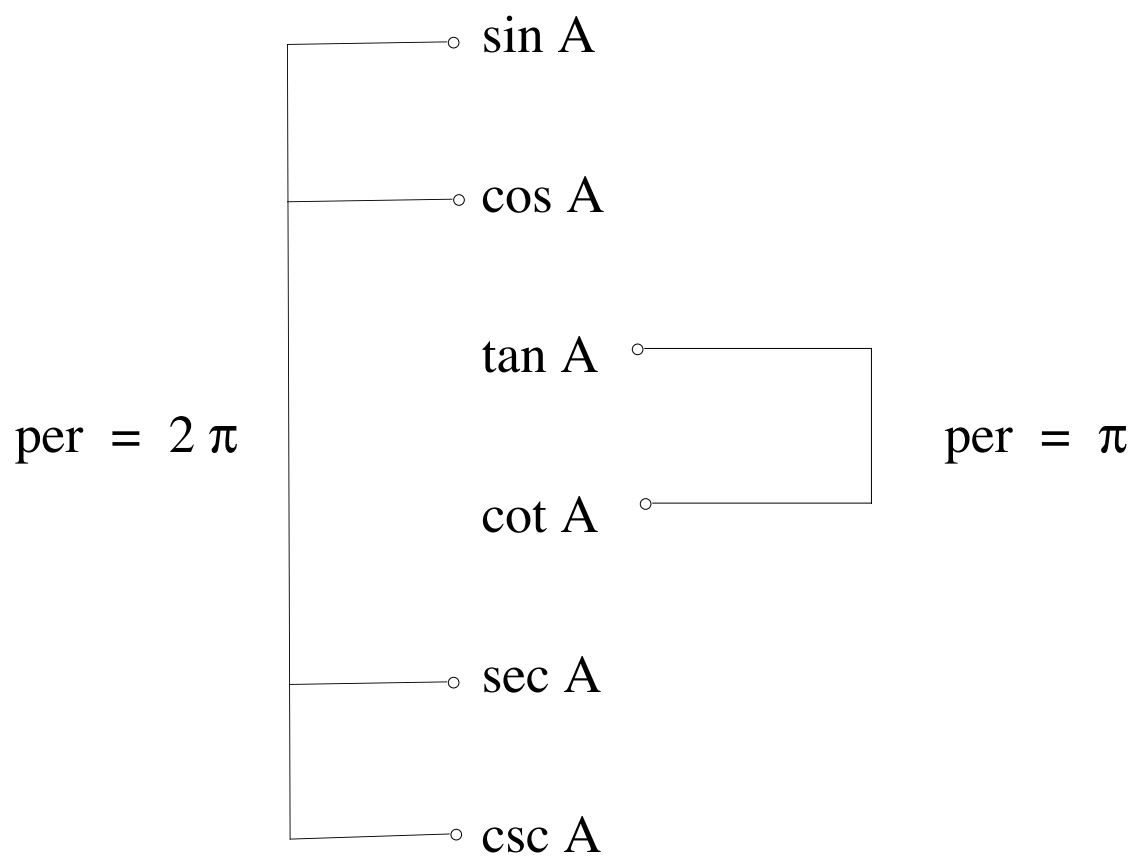 sin A
cos A
tan A
per = 2 π
per = π
cot A
sec A
csc A